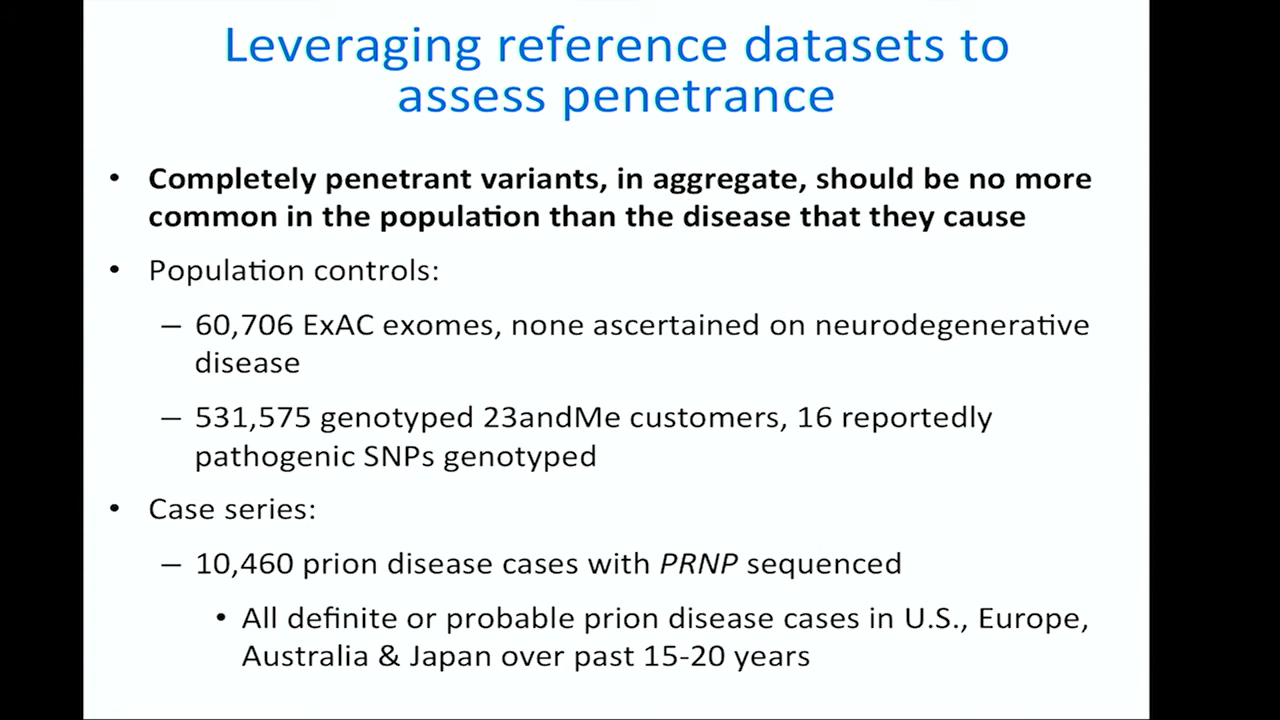 Leveraging reference datasets to
assess penetrance
• Completely penetrant variants, in aggregate, should be no more
common in the population than the disease that they cause
• Population controls:
– 60,706 ExAC exomes, none ascertained on neurodegenerative
disease
– 531,575 genotyped 23andMe customers, 16 reportedly
pathogenic SNPs genotyped
• Case series:
– 10,460 prion disease cases with PRNP sequenced
• All definite or probable prion disease cases in U.S., Europe,
Australia & Japan over past 15-20 years